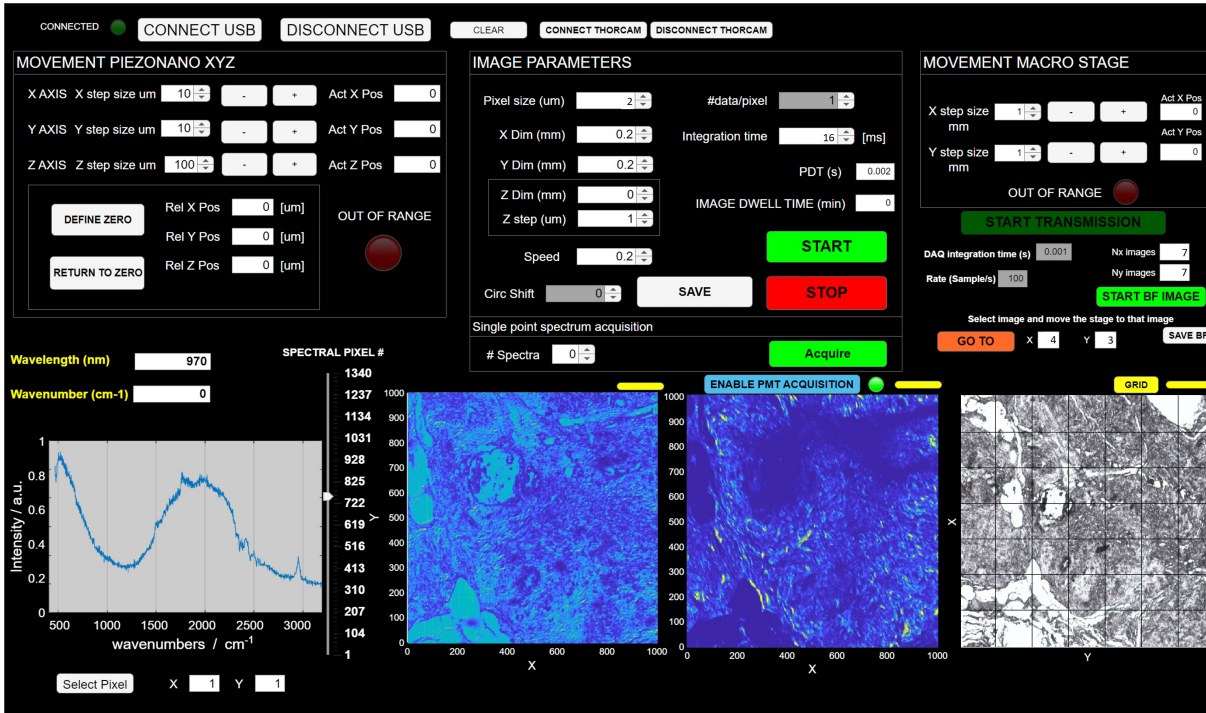 CONNECTED CONNECT USB DISCONNECT USB CLEAR CONNECT THORCAM DISCONNECT THORCAM
MOVEMENT PIEZONANO XYZ
X AXIS X step size um 10 - + Act X Pos 0
Y AXIS Y step size um 10 - + Act Y Pos 0
Z AXIS Z step size um 100 - + Act Z Pos 0
DEFINE ZERO
RETURN TO ZERO
Rel X Pos 0 [um]
Rel Y Pos 0 [um]
Rel Z Pos 0 [um]
OUT OF RANGE
IMAGE PARAMETERS
Pixel size (um) 2 #data/pixel 1
X Dim (mm) 0.2 Integration time 16 [ms]
Y Dim (mm) 0.2 PDT (s) 0.002
Z Dim (mm) 0 IMAGE DWELL TIME (min) 0
Z step (um) 1
Speed 0.2 START
Circ Shift 0 SAVE STOP
Single point spectrum acquisition
# Spectra 0 Acquire
MOVEMENT MACRO STAGE
X step size mm 1 - + Act X Pos 0
Y step size mm 1 - + Act Y Pos 0
OUT OF RANGE
START TRANSMISSION
DAQ integration time (s) 0.001 Nx images 7
Rate (Sample/s) 100 Ny images 7
START BF IMAGE
Select image and move the stage to that image
GO TO X 4 Y 3 SAVE BF
Wavelength (nm) 970
Wavenumber (cm-1) 0
SPECTRAL PIXEL #
1340
1237
1134
1031
928
825
722
619
516
413
310
207
104
1
Intensity / a.u.
1
0.8
0.6
0.4
0.2
0
500 1000 1500 2000 2500 3000
wavenumbers / cm-1
Select Pixel X 1 Y 1
1000
900
800
700
600
500
400
300
200
100
0
Y
0 200 400 600 800 1000
X
ENABLE PMT ACQUISITION
1000
900
800
700
600
500
400
300
200
100
0
0 200 400 600 800 1000
X
GRID
X
Y